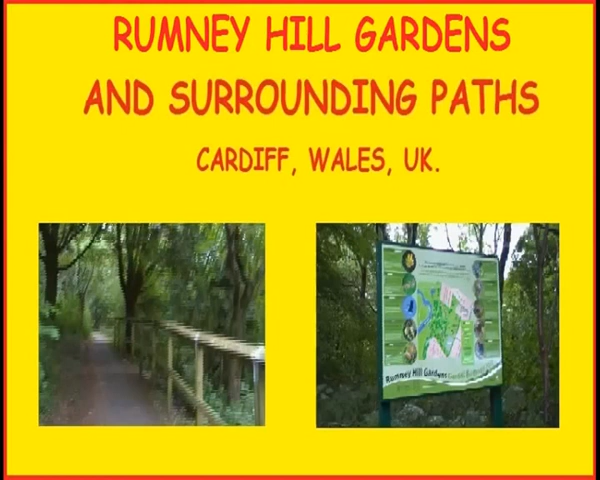 RUMNEY HILL GARDENS
AND SURROUNDING PATHS
CARDIFF, WALES, UK.
Rumney Hill Gardens